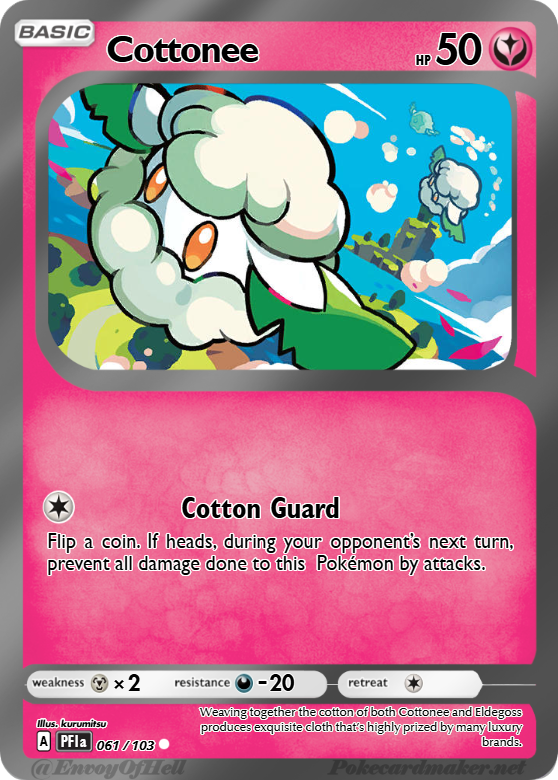 BASIC
Cottonee
HP 50
Cotton Guard
Flip a coin. If heads, during your opponent's next turn,
prevent all damage done to this Pokémon by attacks.
weakness ×2 resistance -20 retreat
Illus. kurumitsu
A PFIa 061 / 103
Weaving together the cotton of both Cottonee and Eldegoss
produces exquisite cloth that's highly prized by many luxury
brands.
@EnvoyOfHell Pokecardmaker.net